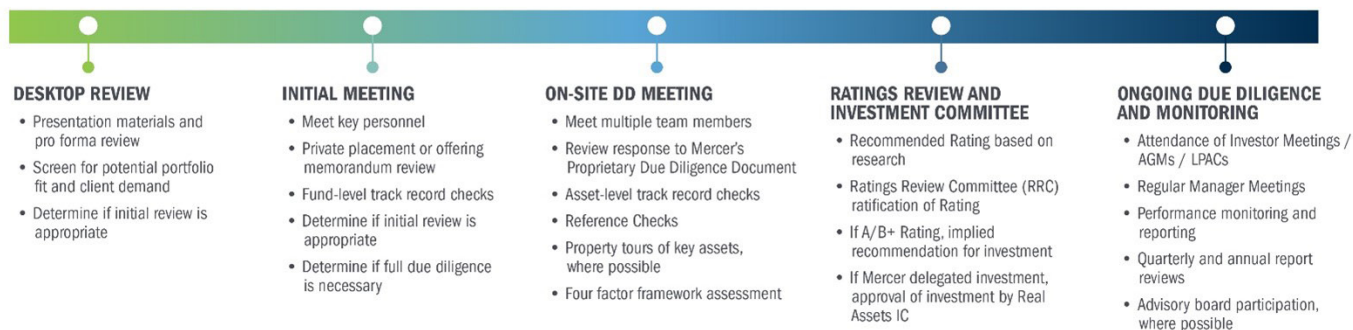 DESKTOP REVIEW
• Presentation materials and
pro forma review
• Screen for potential portfolio
fit and client demand
• Determine if initial review is
appropriate
INITIAL MEETING
• Meet key personnel
• Private placement or offering
memorandum review
• Fund-level track record checks
• Determine if initial review is
appropriate
• Determine if full due diligence
is necessary
ON-SITE DD MEETING
• Meet multiple team members
• Review response to Mercer's
Proprietary Due Diligence Document
• Asset-level track record checks
• Reference Checks
• Property tours of key assets,
where possible
• Four factor framework assessment
RATINGS REVIEW AND
INVESTMENT COMMITTEE
• Recommended Rating based on
research
• Ratings Review Committee (RRC)
ratification of Rating
• If A/B+ Rating, implied
recommendation for investment
• If Mercer delegated investment,
approval of investment by Real
Assets IC
ONGOING DUE DILIGENCE
AND MONITORING
• Attendance of Investor Meetings /
AGMs / LPACs
• Regular Manager Meetings
• Performance monitoring and
reporting
• Quarterly and annual report
reviews
• Advisory board participation,
where possible